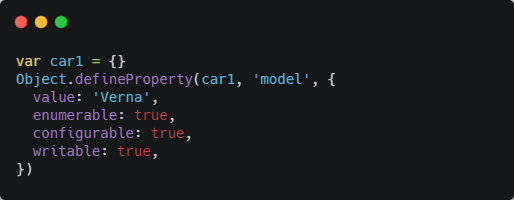 var car1 = {}
Object.defineProperty(car1, 'model', {
  value: 'Verna',
  enumerable: true,
  configurable: true,
  writable: true,
})